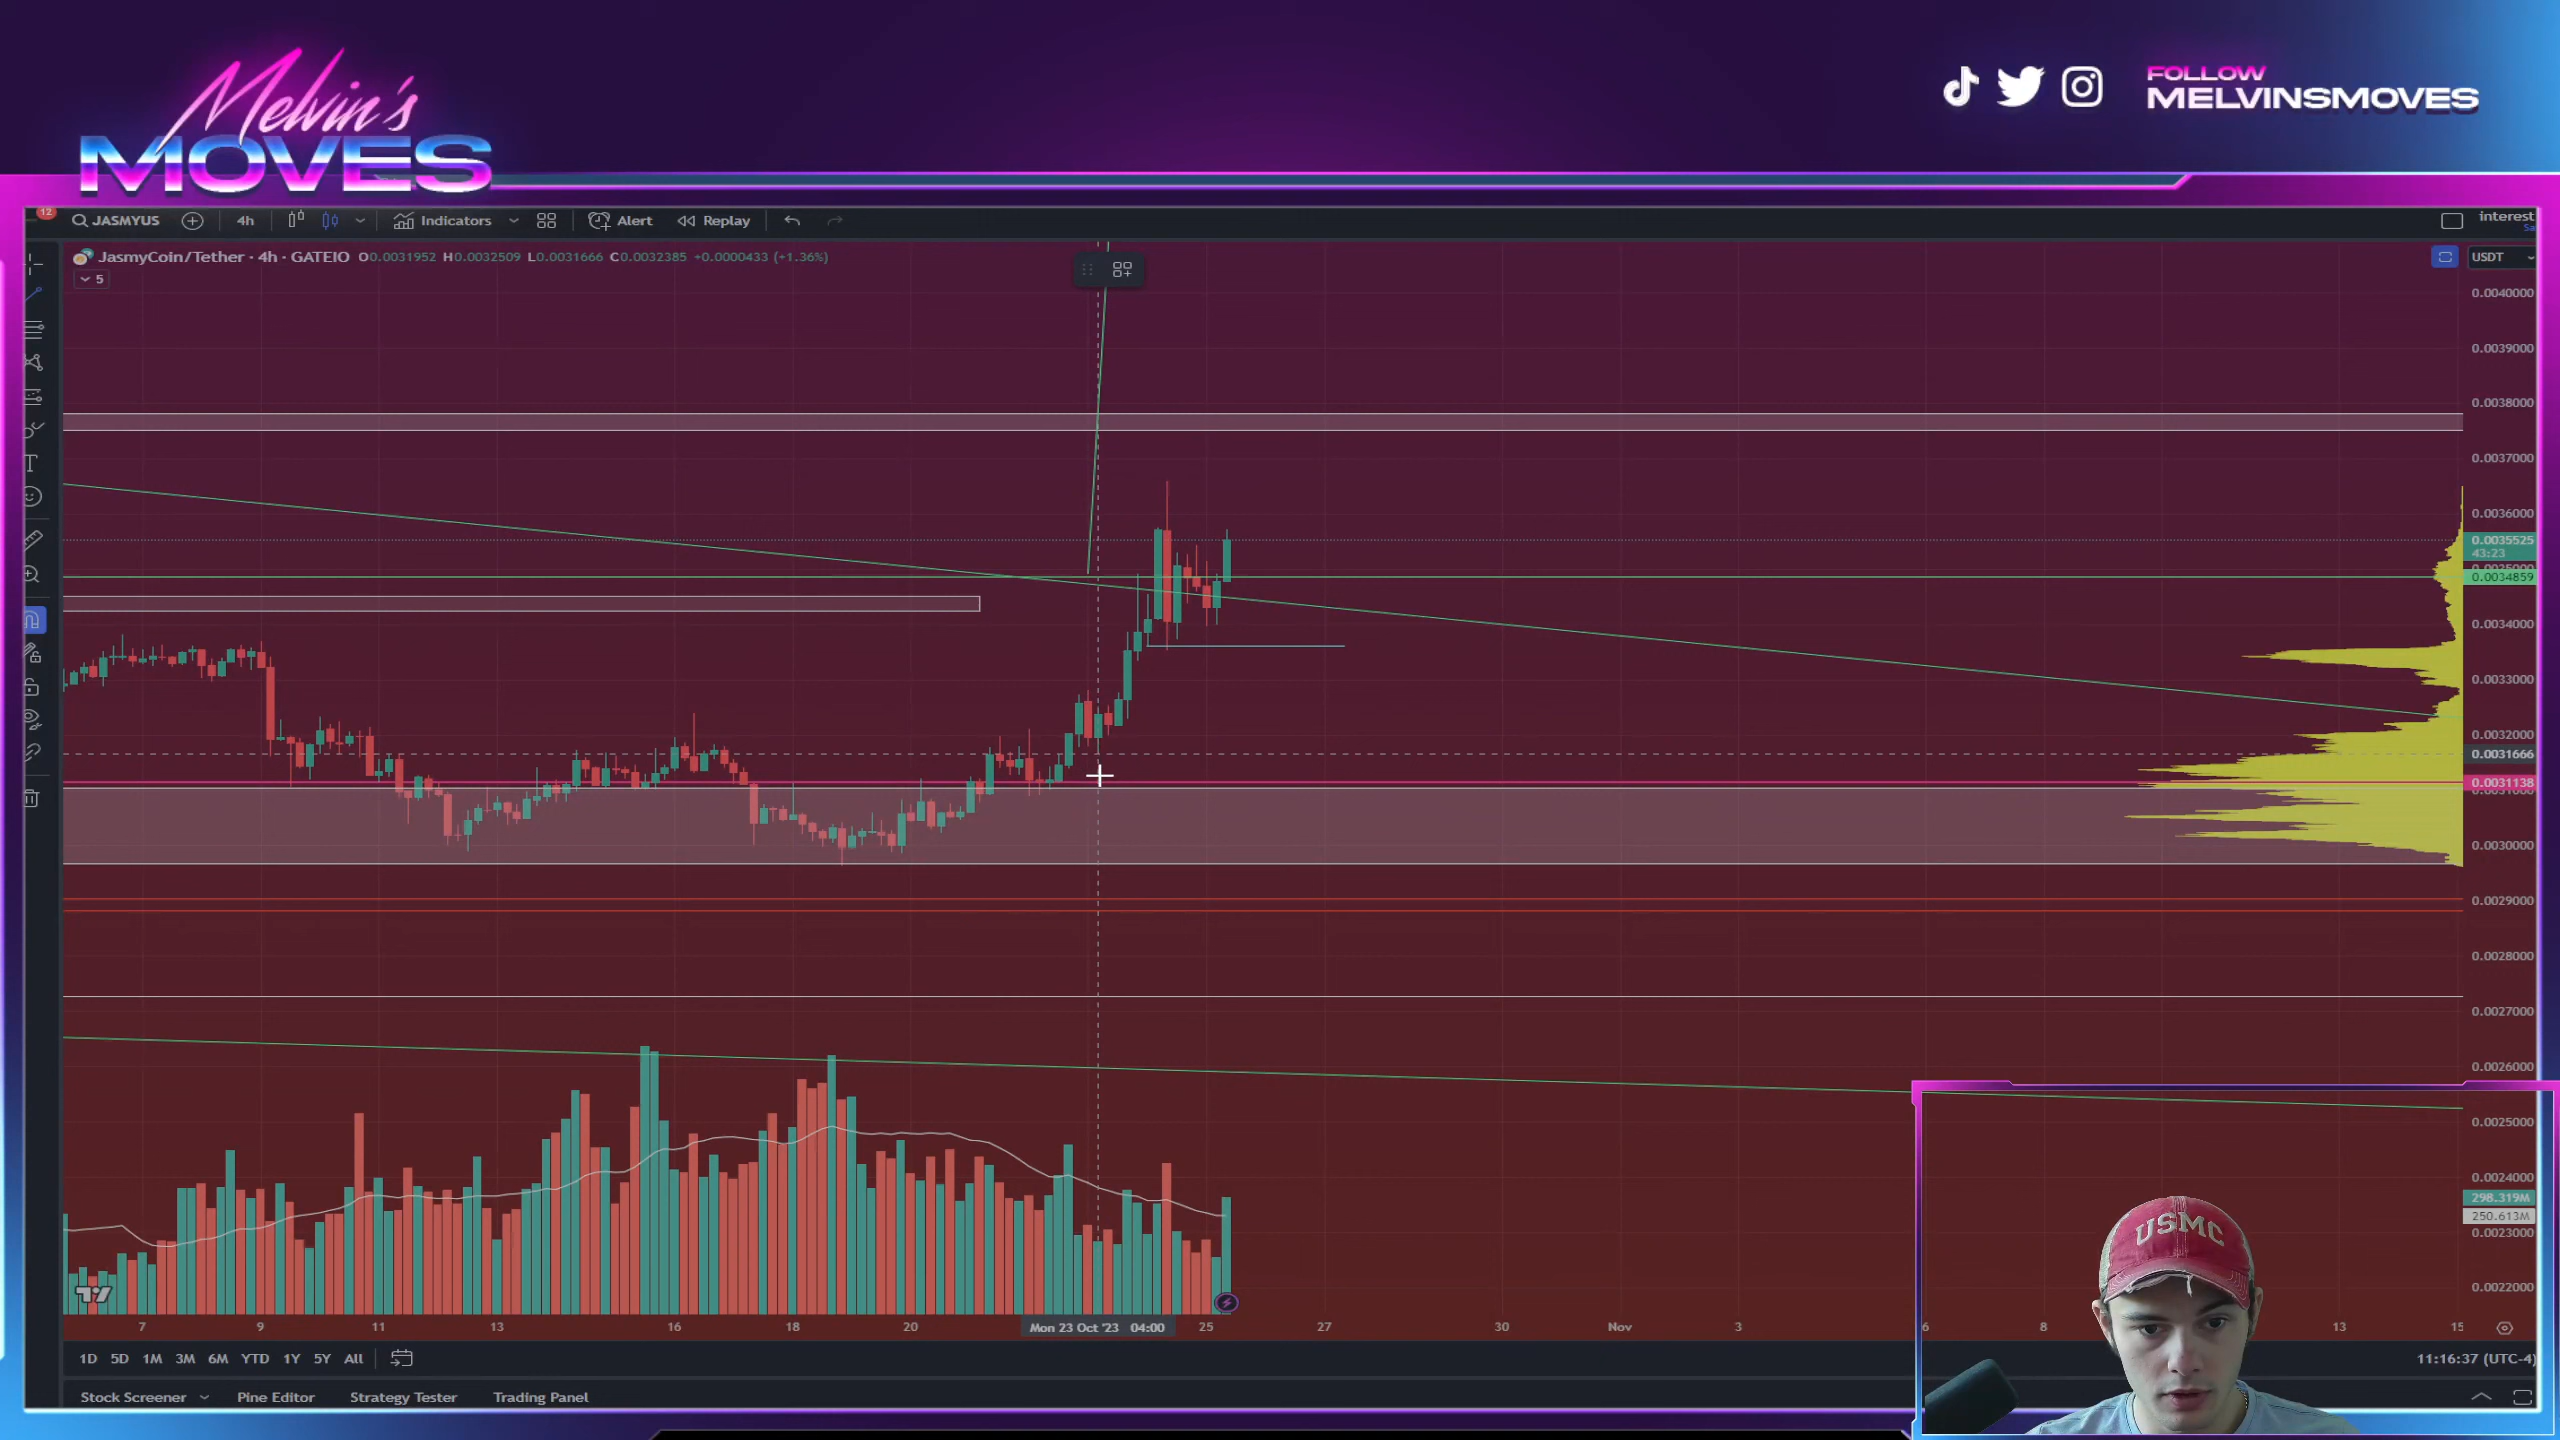 Melvin's
MOVES
FOLLOW
MELVINSMOVES
12
JASMYUS
4h
Indicators
Alert
Replay
interest
JasmyCoin/Tether · 4h · GATEIO O0.0031952 H0.0032509 L0.0031666 C0.0032385 +0.0000433 (+1.36%)
5
USDT
0.0040000
0.0039000
0.0038000
0.0037000
0.0036000
0.0035525
43:23
0.0034859
0.0034000
0.0033000
0.0032000
0.0031666
0.0031138
0.0030000
0.0029000
0.0028000
0.0027000
0.0026000
0.0025000
0.0024000
298.319M
250.613M
0.0023000
0.0022000
USMC
7 9 11 13 16 18 20 Mon 23 Oct '23 04:00 25 27 30 Nov 3 6 8 13 15
1D 5D 1M 3M 6M YTD 1Y 5Y All
11:16:37 (UTC-4)
Stock Screener Pine Editor Strategy Tester Trading Panel